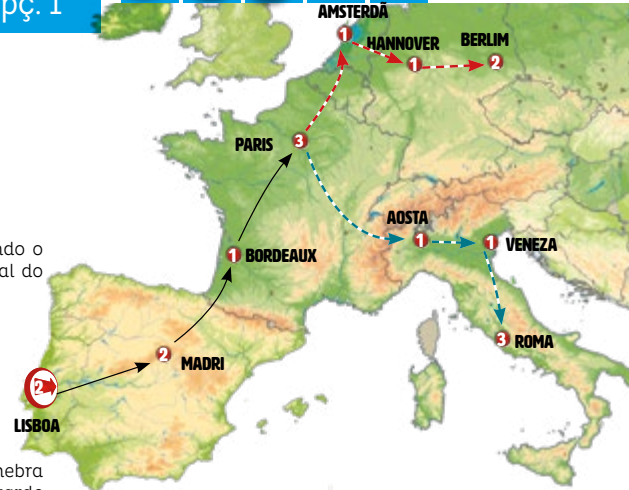 pç. 1
AMSTERDÃ
1
HANNOVER
1
BERLIM
2
PARIS
3
AOSTA
1
1 VENEZA
1 BORDEAUX
ado o
al do
3 ROMA
2
MADRI
2
LISBOA
nebra